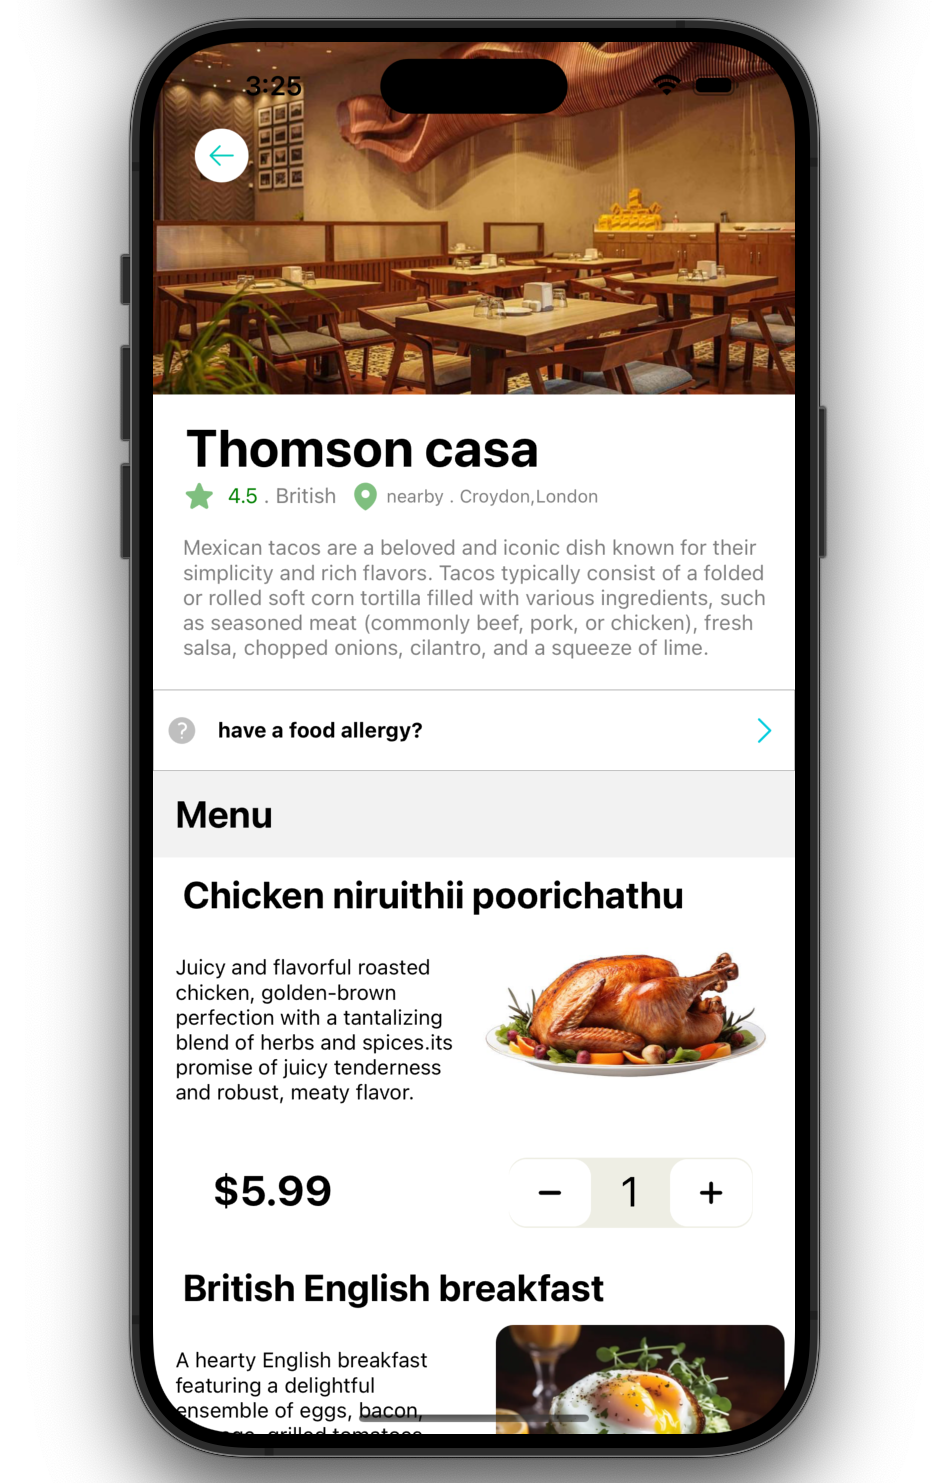 3:25
Thomson casa
4.5 . British nearby . Croydon,London
Mexican tacos are a beloved and iconic dish known for their
simplicity and rich flavors. Tacos typically consist of a folded
or rolled soft corn tortilla filled with various ingredients, such
as seasoned meat (commonly beef, pork, or chicken), fresh
salsa, chopped onions, cilantro, and a squeeze of lime.
? have a food allergy?
Menu
Chicken niruithii poorichathu
Juicy and flavorful roasted
chicken, golden-brown
perfection with a tantalizing
blend of herbs and spices.its
promise of juicy tenderness
and robust, meaty flavor.
$5.99 − 1 +
British English breakfast
A hearty English breakfast
featuring a delightful
ensemble of eggs, bacon,
grilled tomatoes